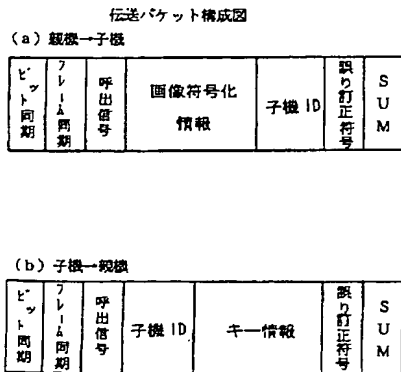 伝送パケット構成図
(a) 親機→子機
ビット同期
フレーム同期
呼出信号
画像符号化
情報
子機 ID
誤り訂正符号
SUM
(b) 子機→親機
ビット同期
フレーム同期
呼出信号
子機 ID
キー情報
誤り訂正符号
SUM